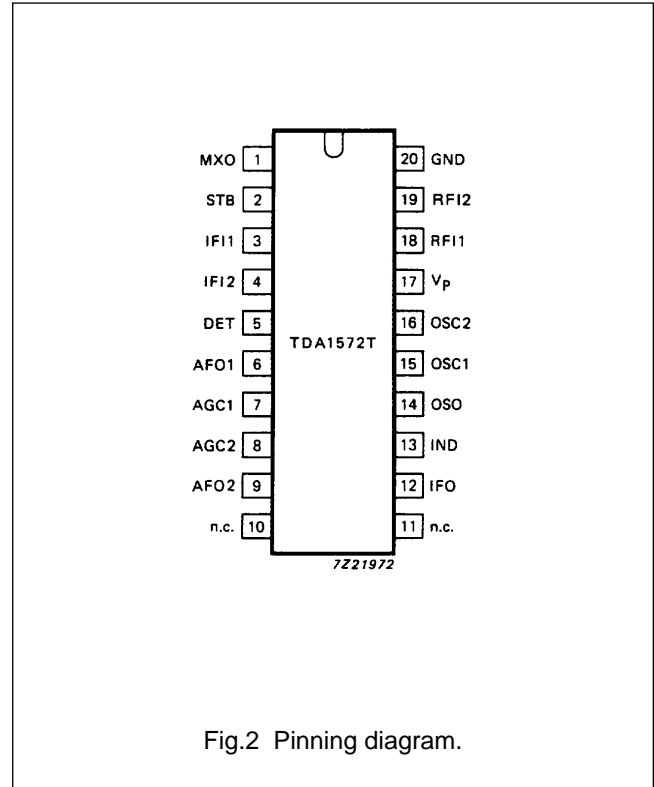 MXO 1 20 GND
STB 2 19 RFI2
IFI1 3 18 RFI1
IFI2 4 17 Vp
DET 5 16 OSC2
TDA1572T
AFO1 6 15 OSC1
AGC1 7 14 OSO
AGC2 8 13 IND
AFO2 9 12 IFO
n.c. 10 11 n.c.
7Z21972
Fig.2 Pinning diagram.